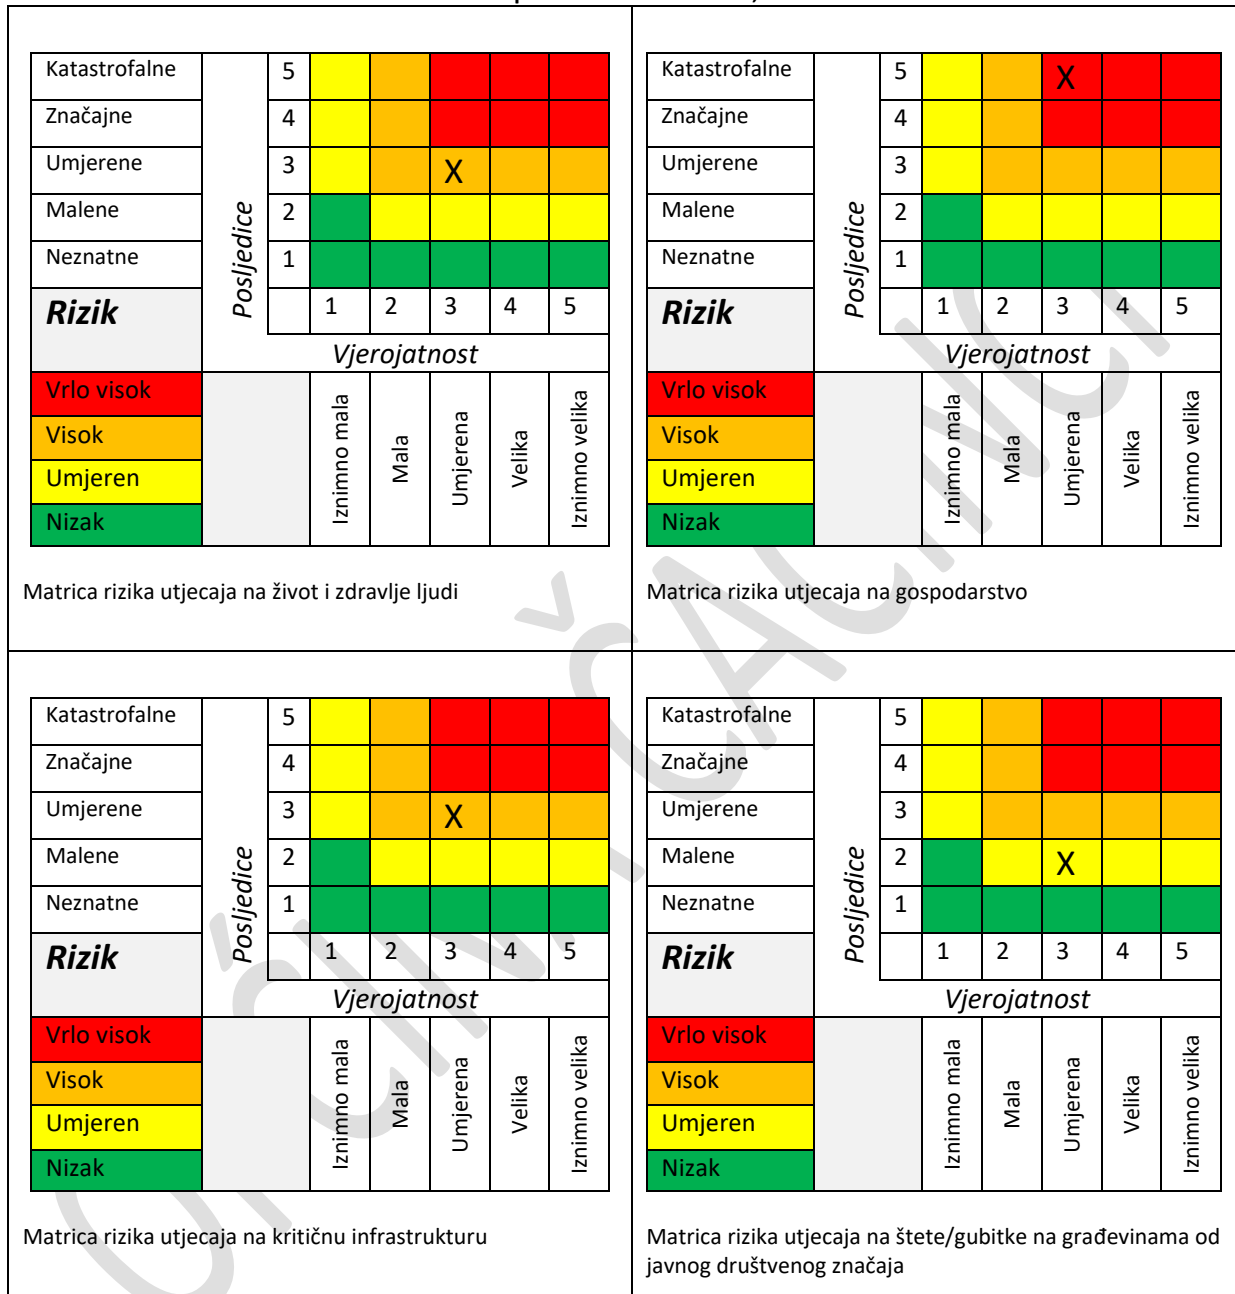 Katastrofalne 5
Značajne 4
Umjerene 3 X
Malene 2
Neznatne 1
Posljedice
Rizik 1 2 3 4 5
Vjerojatnost
Vrlo visok
Visok
Umjeren
Nizak
Iznimno mala
Mala
Umjerena
Velika
Iznimno velika
Matrica rizika utjecaja na život i zdravlje ljudi
Katastrofalne 5 X
Značajne 4
Umjerene 3
Malene 2
Neznatne 1
Posljedice
Rizik 1 2 3 4 5
Vjerojatnost
Vrlo visok
Visok
Umjeren
Nizak
Iznimno mala
Mala
Umjerena
Velika
Iznimno velika
Matrica rizika utjecaja na gospodarstvo
Katastrofalne 5
Značajne 4
Umjerene 3 X
Malene 2
Neznatne 1
Posljedice
Rizik 1 2 3 4 5
Vjerojatnost
Vrlo visok
Visok
Umjeren
Nizak
Iznimno mala
Mala
Umjerena
Velika
Iznimno velika
Matrica rizika utjecaja na kritičnu infrastrukturu
Katastrofalne 5
Značajne 4
Umjerene 3
Malene 2 X
Neznatne 1
Posljedice
Rizik 1 2 3 4 5
Vjerojatnost
Vrlo visok
Visok
Umjeren
Nizak
Iznimno mala
Mala
Umjerena
Velika
Iznimno velika
Matrica rizika utjecaja na štete/gubitke na građevinama od
javnog društvenog značaja